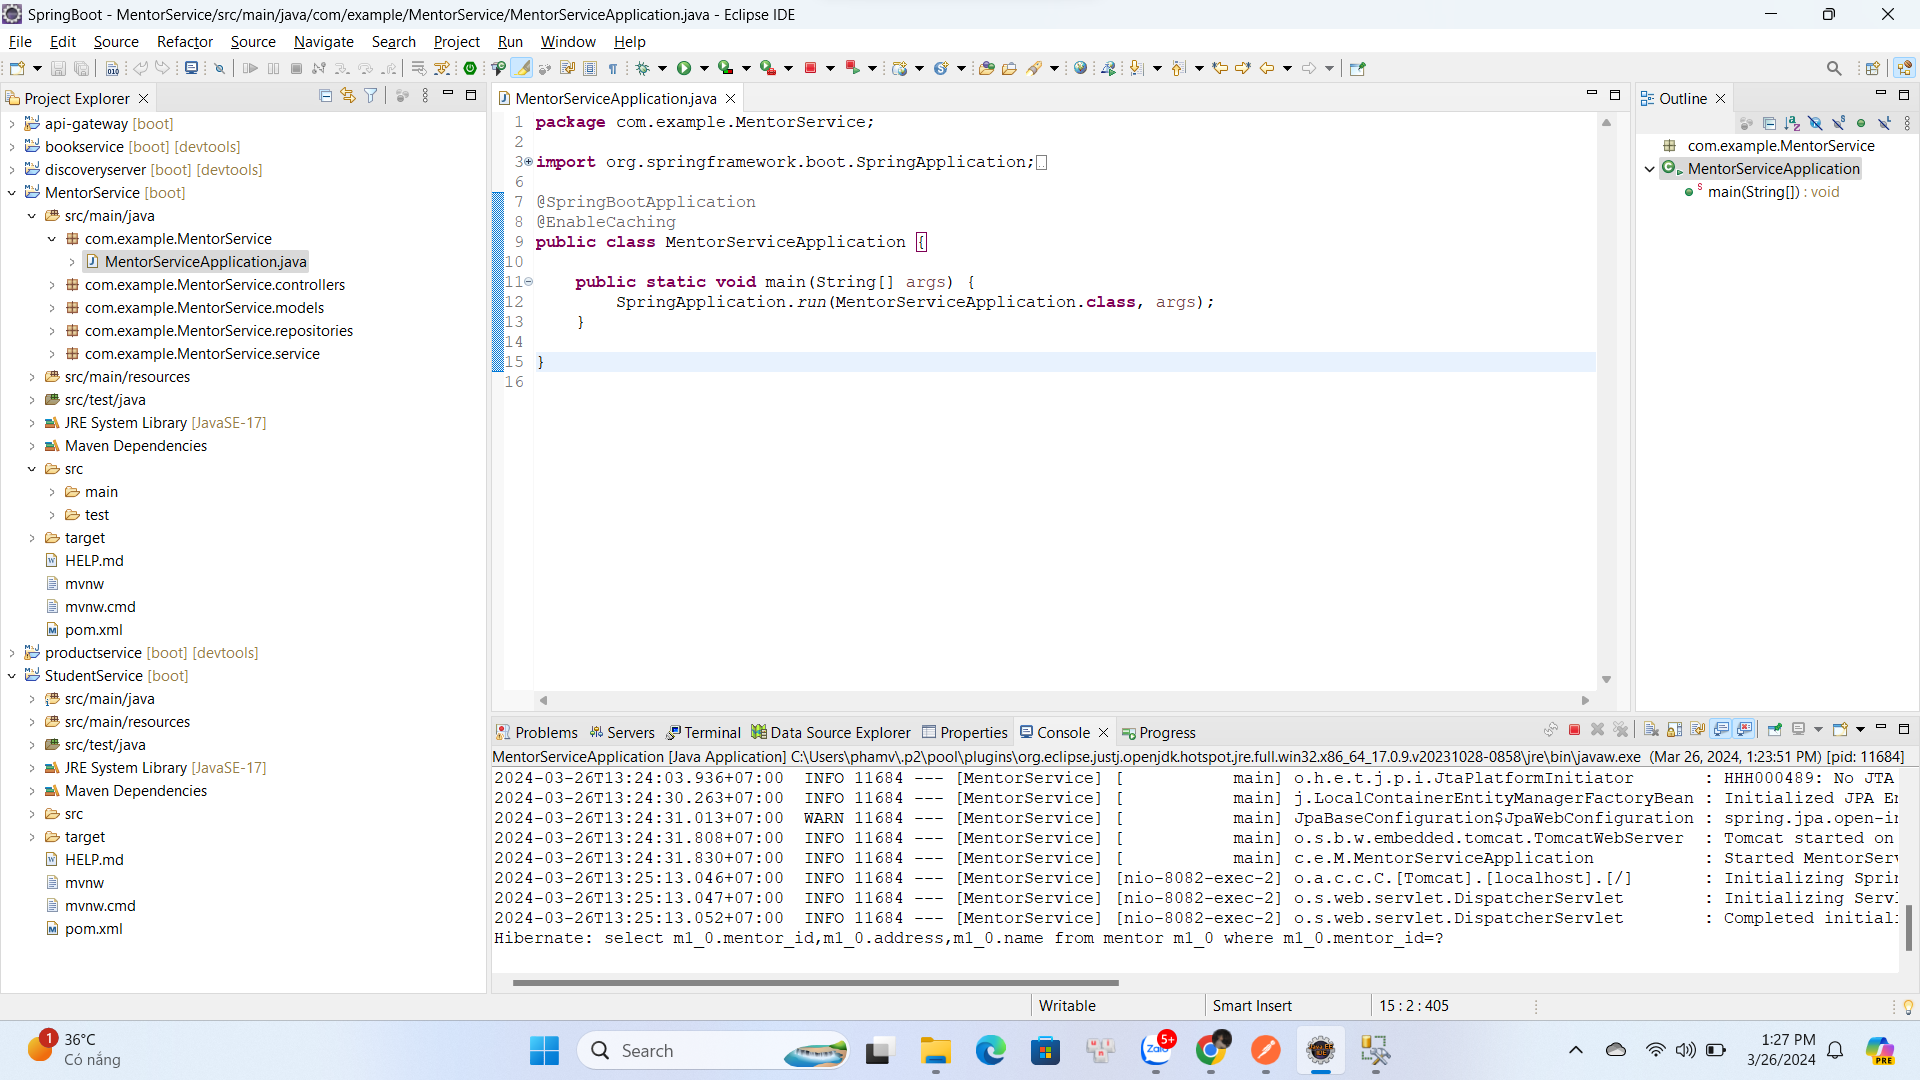 SpringBoot - MentorService/src/main/java/com/example/MentorService/MentorServiceApplication.java - Eclipse IDE
File Edit Source Refactor Source Navigate Search Project Run Window Help
Project Explorer
api-gateway [boot]
bookservice [boot] [devtools]
discoveryserver [boot] [devtools]
MentorService [boot]
src/main/java
com.example.MentorService
MentorServiceApplication.java
com.example.MentorService.controllers
com.example.MentorService.models
com.example.MentorService.repositories
com.example.MentorService.service
src/main/resources
src/test/java
JRE System Library [JavaSE-17]
Maven Dependencies
src
main
test
target
HELP.md
mvnw
mvnw.cmd
pom.xml
productservice [boot] [devtools]
StudentService [boot]
src/main/java
src/main/resources
src/test/java
JRE System Library [JavaSE-17]
Maven Dependencies
src
target
HELP.md
mvnw
mvnw.cmd
pom.xml
MentorServiceApplication.java
1 package com.example.MentorService;
2
3 import org.springframework.boot.SpringApplication;
6
7 @SpringBootApplication
8 @EnableCaching
9 public class MentorServiceApplication {
10
11 public static void main(String[] args) {
12 SpringApplication.run(MentorServiceApplication.class, args);
13 }
14
15 }
16
Outline
com.example.MentorService
MentorServiceApplication
main(String[]) : void
Problems Servers Terminal Data Source Explorer Properties Console Progress
MentorServiceApplication [Java Application] C:\Users\phamv\.p2\pool\plugins\org.eclipse.justj.openjdk.hotspot.jre.full.win32.x86_64_17.0.9.v20231028-0858\jre\bin\javaw.exe (Mar 26, 2024, 1:23:51 PM) [pid: 11684]
2024-03-26T13:24:03.936+07:00 INFO 11684 --- [MentorService] [ main] o.h.e.t.j.p.i.JtaPlatformInitiator : HHH000489: No JTA
2024-03-26T13:24:30.263+07:00 INFO 11684 --- [MentorService] [ main] j.LocalContainerEntityManagerFactoryBean : Initialized JPA En
2024-03-26T13:24:31.013+07:00 WARN 11684 --- [MentorService] [ main] JpaBaseConfiguration$JpaWebConfiguration : spring.jpa.open-in
2024-03-26T13:24:31.808+07:00 INFO 11684 --- [MentorService] [ main] o.s.b.w.embedded.tomcat.TomcatWebServer : Tomcat started on
2024-03-26T13:24:31.830+07:00 INFO 11684 --- [MentorService] [ main] c.e.M.MentorServiceApplication : Started MentorServ
2024-03-26T13:25:13.046+07:00 INFO 11684 --- [MentorService] [nio-8082-exec-2] o.a.c.c.C.[Tomcat].[localhost].[/] : Initializing Sprin
2024-03-26T13:25:13.047+07:00 INFO 11684 --- [MentorService] [nio-8082-exec-2] o.s.web.servlet.DispatcherServlet : Initializing Servl
2024-03-26T13:25:13.052+07:00 INFO 11684 --- [MentorService] [nio-8082-exec-2] o.s.web.servlet.DispatcherServlet : Completed initiali
Hibernate: select m1_0.mentor_id,m1_0.address,m1_0.name from mentor m1_0 where m1_0.mentor_id=?
Writable Smart Insert 15 : 2 : 405
1 36°C
Có nắng
Search
Zalo 5+
1:27 PM
3/26/2024
PRE